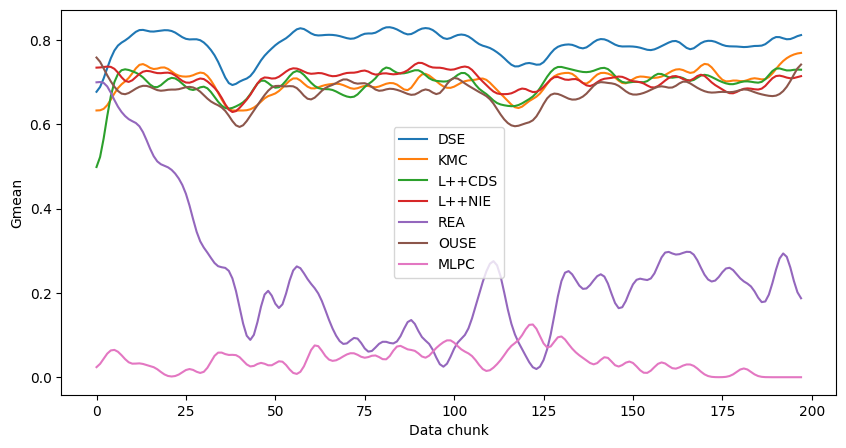 0.8
0.6
0.4
0.2
0.0
Gmean
DSE
KMC
L++CDS
L++NIE
REA
OUSE
MLPC
0 25 50 75 100 125 150 175 200
Data chunk